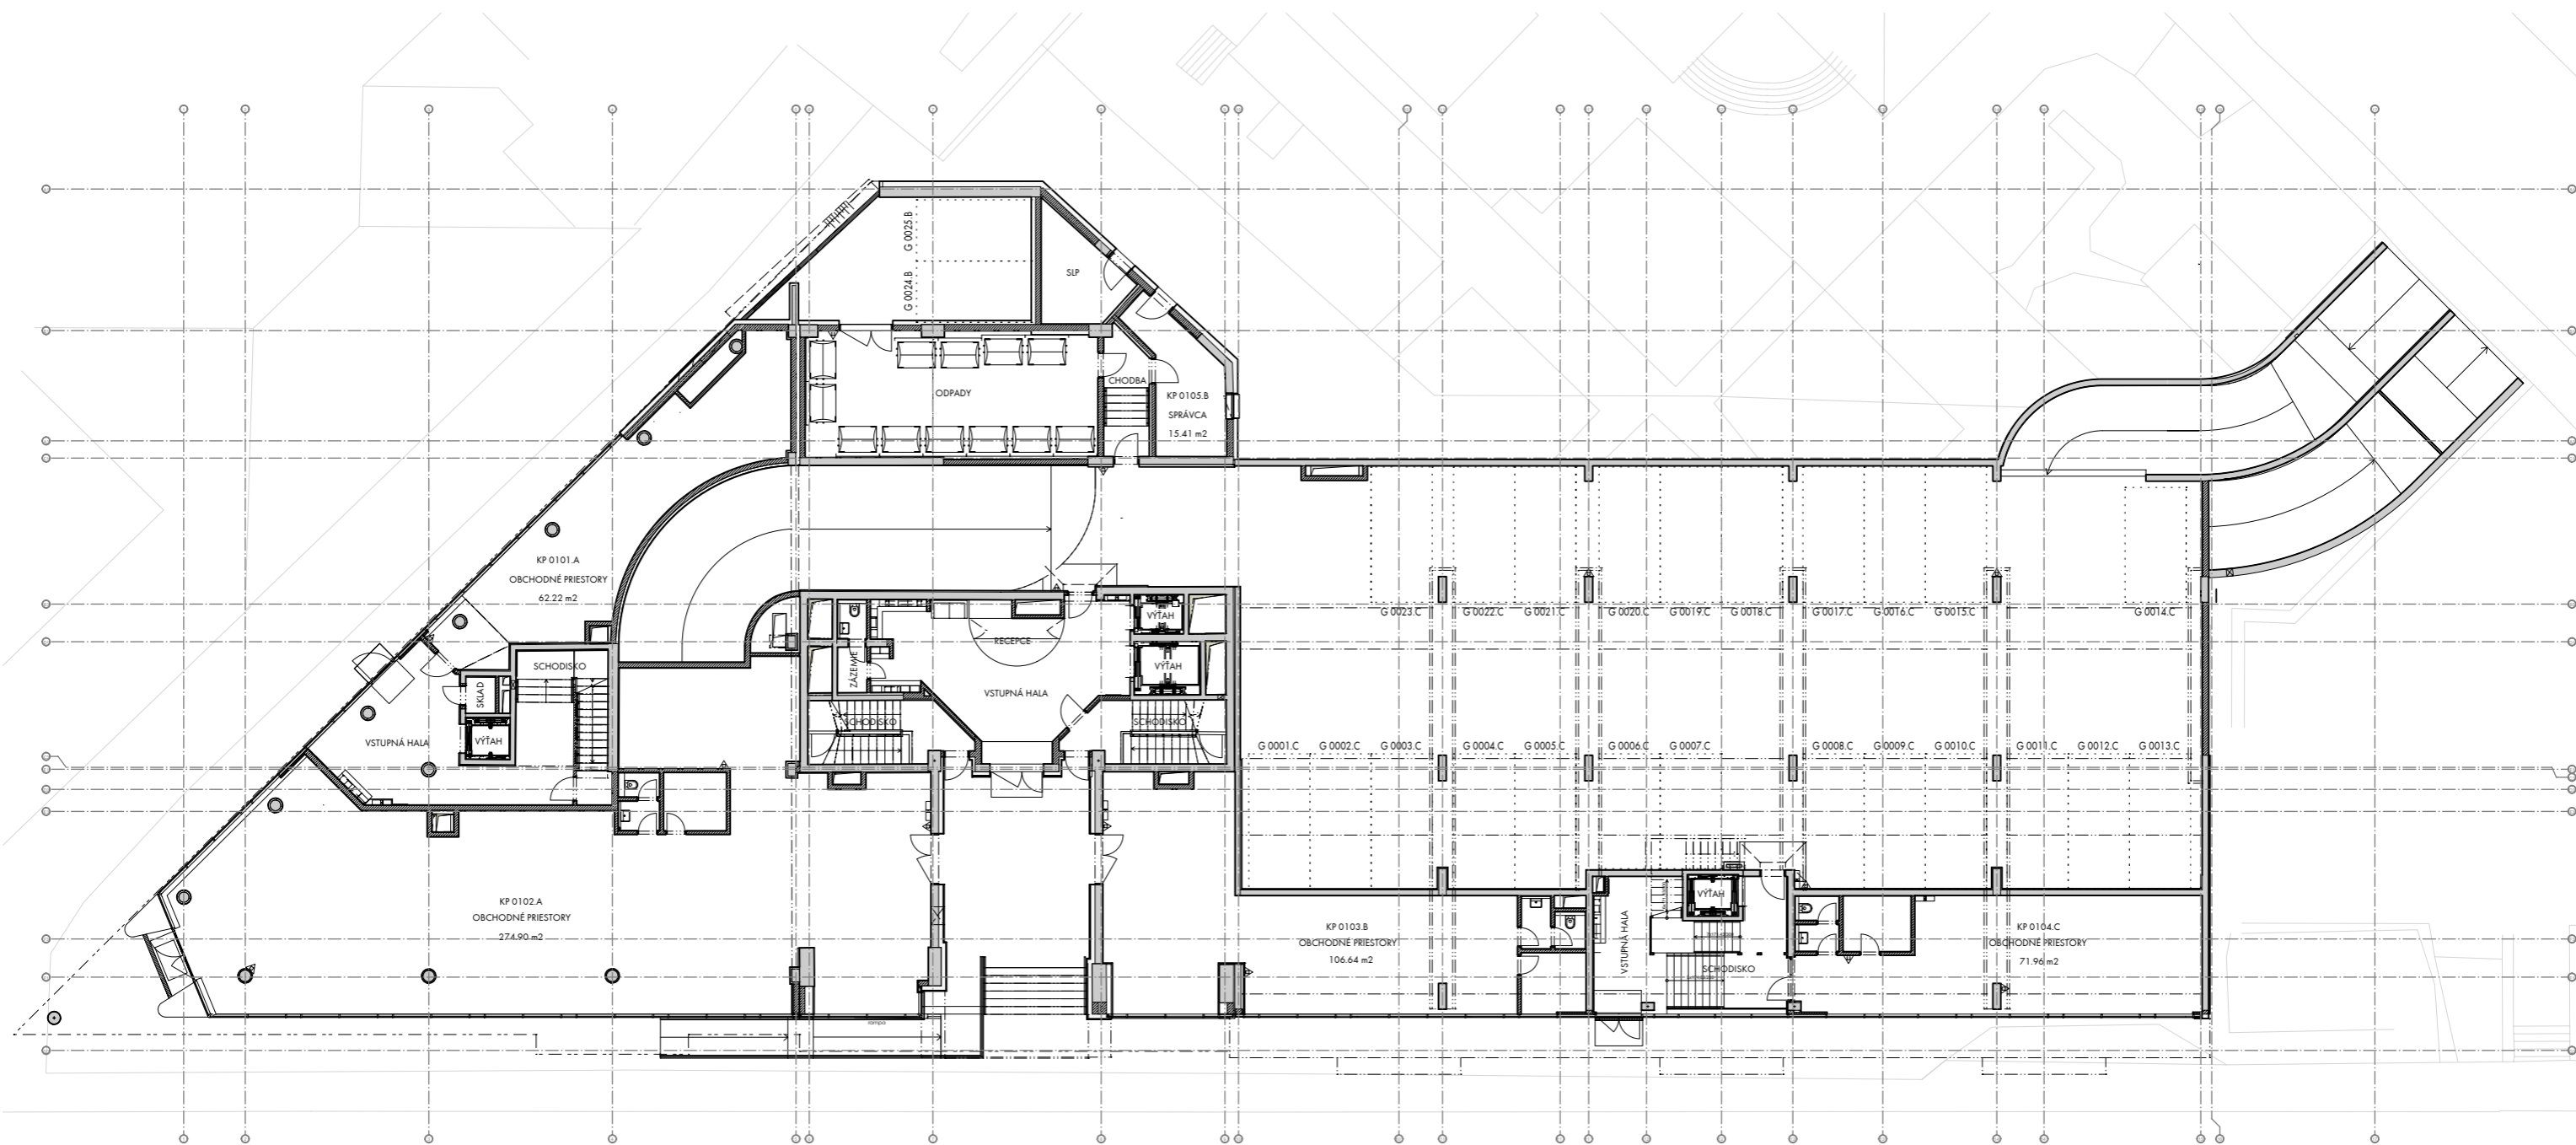 G 0025.B
G 0024.B
SLP
ODPADY
CHODBA
KP 0105.B
SPRÁVCA
15.41 m2
KP 0101.A
OBCHODNÉ PRIESTORY
62.22 m2
G 0023.C
G 0022.C
G 0021.C
G 0020.C
G 0019.C
G 0018.C
G 0017.C
G 0016.C
G 0015.C
G 0014.C
VÝŤAH
RECEPCE
VÝŤAH
ZÁZEMIE
VSTUPNÁ HALA
SCHODISKO
SKLAD
SCHODISKO
SCHODISKO
VSTUPNÁ HALA
VÝŤAH
G 0001.C
G 0002.C
G 0003.C
G 0004.C
G 0005.C
G 0006.C
G 0007.C
G 0008.C
G 0009.C
G 0010.C
G 0011.C
G 0012.C
G 0013.C
KP 0102.A
OBCHODNÉ PRIESTORY
274.90 m2
VÝŤAH
KP 0103.B
OBCHODNÉ PRIESTORY
106.64 m2
VSTUPNÁ HALA
SCHODISKO
KP 0104.C
OBCHODNÉ PRIESTORY
71.96 m2
rampa